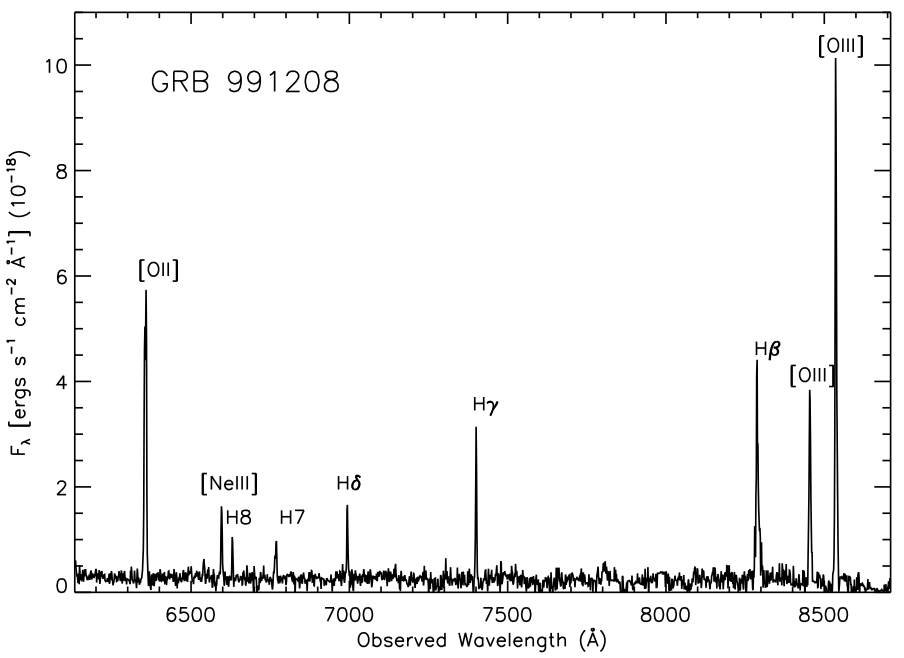 [OIII]
10
GRB 991208
8
6
[OII]
Hβ
4
[OIII]
Hγ
2
[NeIII]
Hδ
H8
H7
0
6500 7000 7500 8000 8500
Observed Wavelength (Å)
F_λ [ergs s⁻¹ cm⁻² Å⁻¹] (10⁻¹⁸)